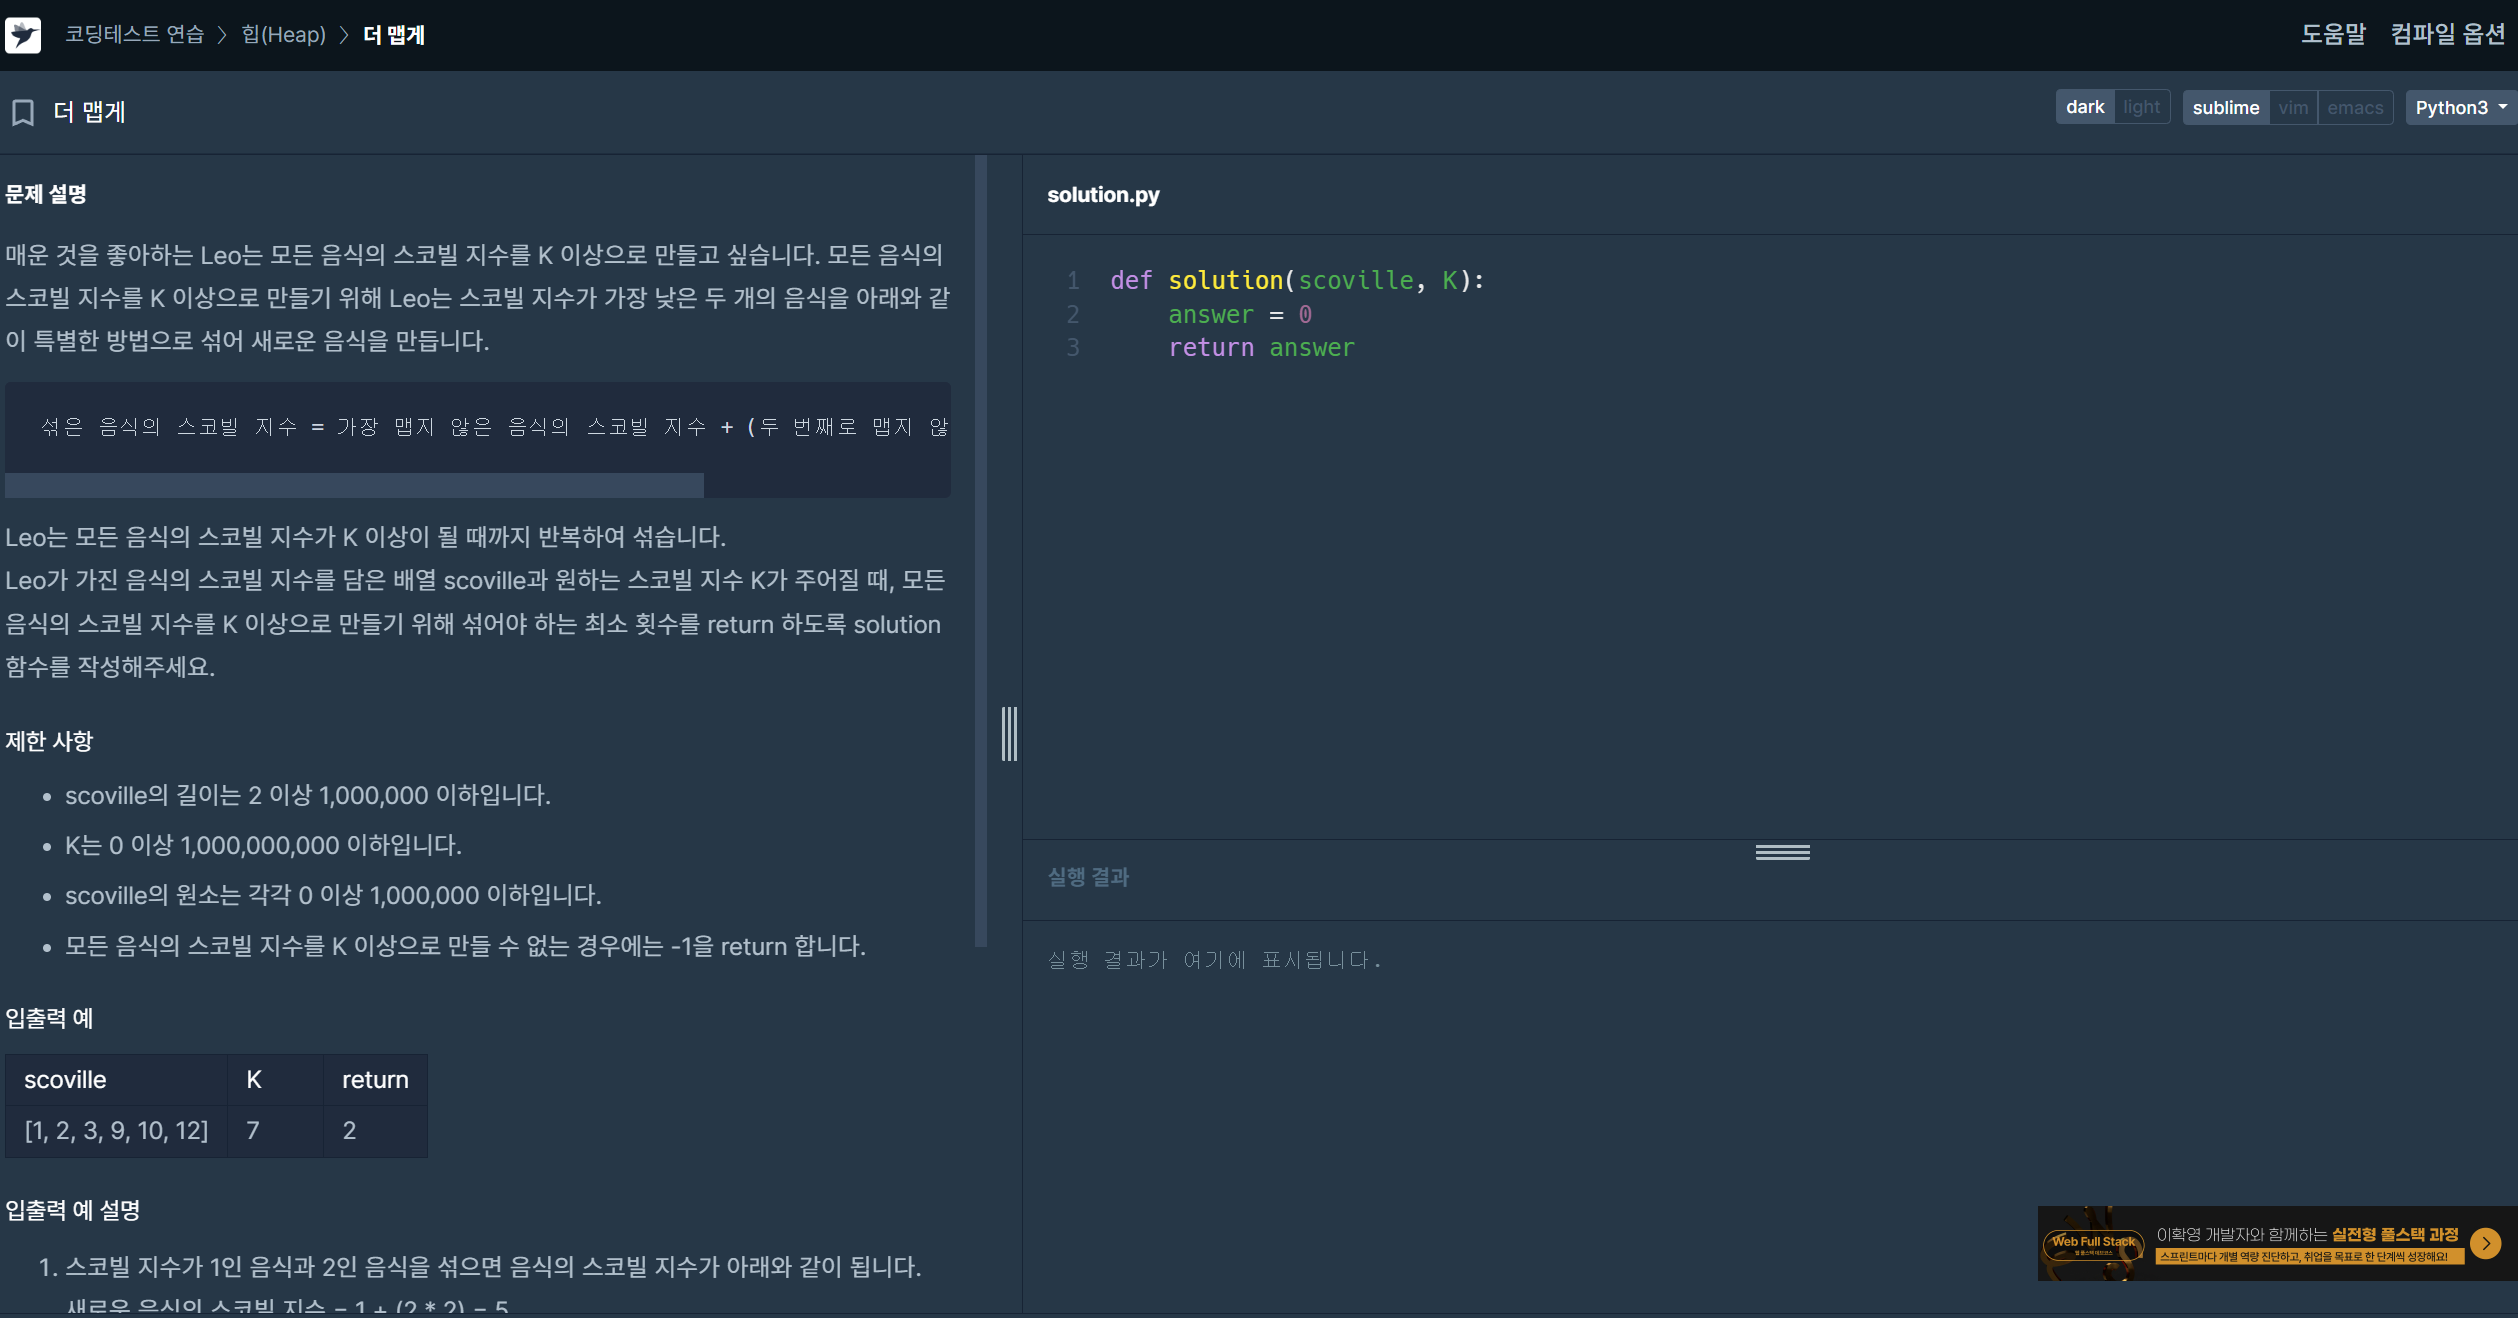 코딩테스트 연습 > 힙(Heap) > 더 맵게
도움말 컴파일 옵션
더 맵게
dark light sublime vim emacs Python3
문제 설명
매운 것을 좋아하는 Leo는 모든 음식의 스코빌 지수를 K 이상으로 만들고 싶습니다. 모든 음식의
스코빌 지수를 K 이상으로 만들기 위해 Leo는 스코빌 지수가 가장 낮은 두 개의 음식을 아래와 같
이 특별한 방법으로 섞어 새로운 음식을 만듭니다.
섞은 음식의 스코빌 지수 = 가장 맵지 않은 음식의 스코빌 지수 + (두 번째로 맵지 않
Leo는 모든 음식의 스코빌 지수가 K 이상이 될 때까지 반복하여 섞습니다.
Leo가 가진 음식의 스코빌 지수를 담은 배열 scoville과 원하는 스코빌 지수 K가 주어질 때, 모든
음식의 스코빌 지수를 K 이상으로 만들기 위해 섞어야 하는 최소 횟수를 return 하도록 solution
함수를 작성해주세요.
제한 사항
• scoville의 길이는 2 이상 1,000,000 이하입니다.
• K는 0 이상 1,000,000,000 이하입니다.
• scoville의 원소는 각각 0 이상 1,000,000 이하입니다.
• 모든 음식의 스코빌 지수를 K 이상으로 만들 수 없는 경우에는 -1을 return 합니다.
입출력 예
scoville K return
[1, 2, 3, 9, 10, 12] 7 2
입출력 예 설명
1. 스코빌 지수가 1인 음식과 2인 음식을 섞으면 음식의 스코빌 지수가 아래와 같이 됩니다.
새로운 음식의 스코빌 지수 = 1 + (2 * 2) = 5
solution.py
1 def solution(scoville, K):
2     answer = 0
3     return answer
실행 결과
실행 결과가 여기에 표시됩니다.
Web Full Stack
이확영 개발자와 함께하는 실전형 풀스택 과정
스프린트마다 개별 역량 진단하고, 취업을 목표로 한 단계씩 성장해요!